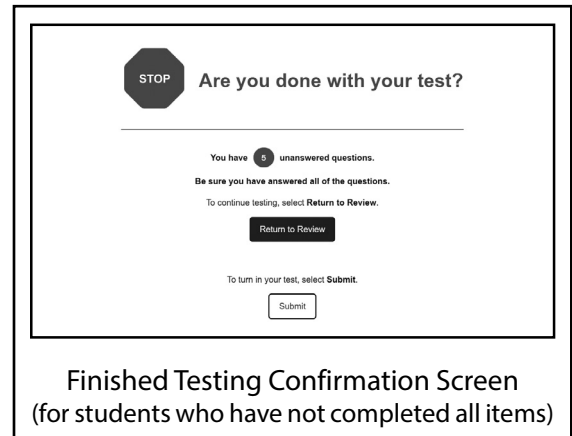 STOP
Are you done with your test?
You have 5 unanswered questions.
Be sure you have answered all of the questions.
To continue testing, select Return to Review.
Return to Review
To turn in your test, select Submit.
Submit
Finished Testing Confirmation Screen
(for students who have not completed all items)